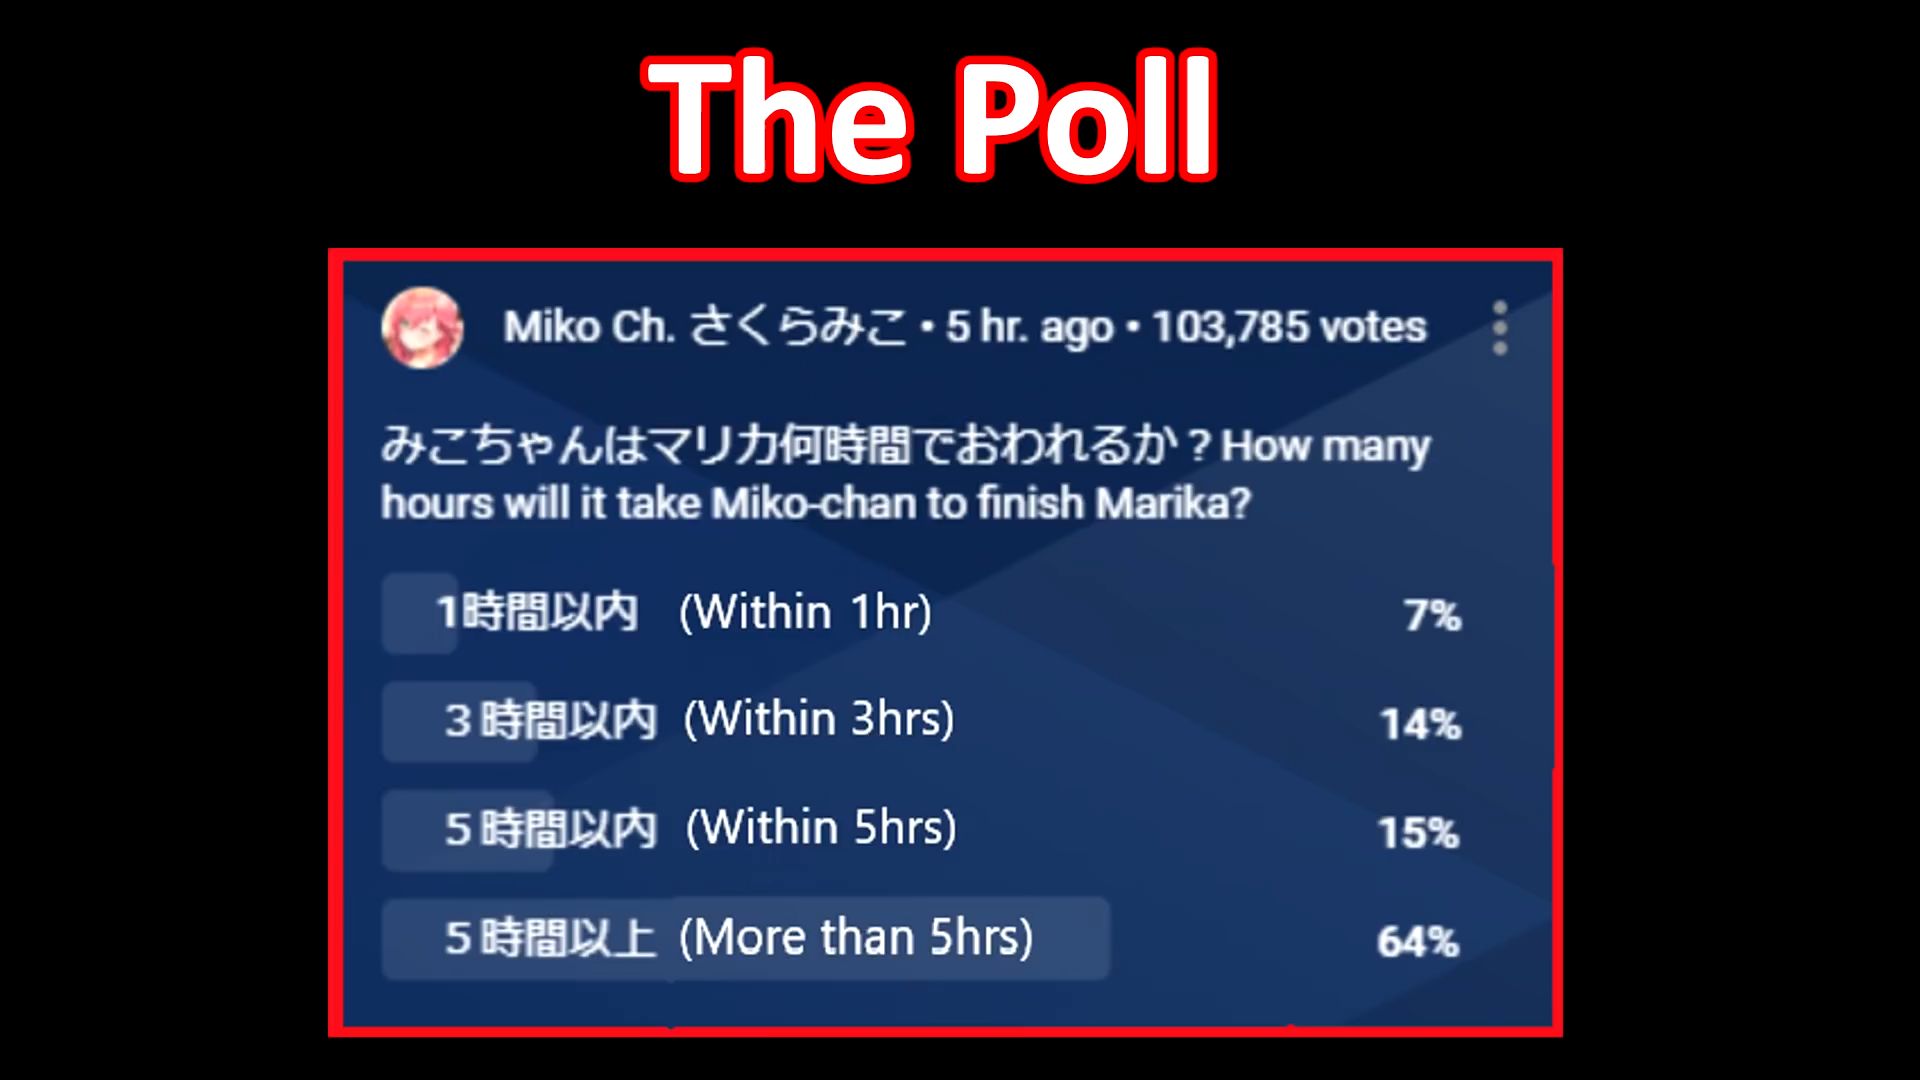 The Poll
Miko Ch. さくらみこ • 5 hr. ago • 103,785 votes
みこちゃんはマリカ何時間でおわれるか？How many
hours will it take Miko-chan to finish Marika?
1時間以内 (Within 1hr) 7%
３時間以内 (Within 3hrs) 14%
５時間以内 (Within 5hrs) 15%
５時間以上 (More than 5hrs) 64%